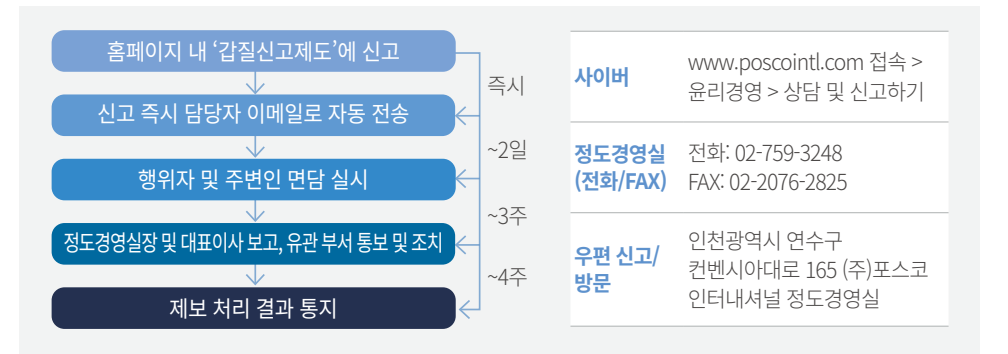 홈페이지 내 ‘갑질신고제도’에 신고
즉시
신고 즉시 담당자 이메일로 자동 전송
~2일
행위자 및 주변인 면담 실시
~3주
정도경영실장 및 대표이사 보고, 유관 부서 통보 및 조치
~4주
제보 처리 결과 통지
사이버
www.poscointl.com 접속 >
윤리경영 > 상담 및 신고하기
정도경영실
(전화/FAX)
전화: 02-759-3248
FAX: 02-2076-2825
우편 신고/
방문
인천광역시 연수구
컨벤시아대로 165 (주)포스코
인터내셔널 정도경영실